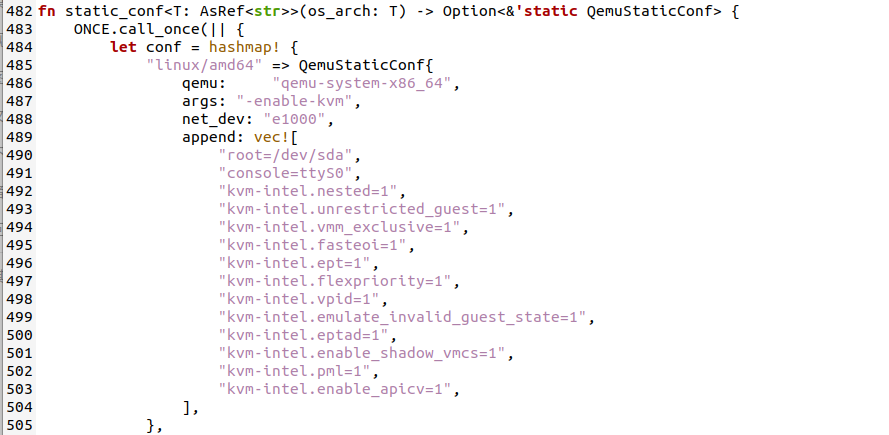 482 fn static_conf<T: AsRef<str>>(os_arch: T) -> Option<&'static QemuStaticConf> {
483     ONCE.call_once(|| {
484         let conf = hashmap! {
485             "linux/amd64" => QemuStaticConf{
486                 qemu:     "qemu-system-x86_64",
487                 args: "-enable-kvm",
488                 net_dev: "e1000",
489                 append: vec![
490                     "root=/dev/sda",
491                     "console=ttyS0",
492                     "kvm-intel.nested=1",
493                     "kvm-intel.unrestricted_guest=1",
494                     "kvm-intel.vmm_exclusive=1",
495                     "kvm-intel.fasteoi=1",
496                     "kvm-intel.ept=1",
497                     "kvm-intel.flexpriority=1",
498                     "kvm-intel.vpid=1",
499                     "kvm-intel.emulate_invalid_guest_state=1",
500                     "kvm-intel.eptad=1",
501                     "kvm-intel.enable_shadow_vmcs=1",
502                     "kvm-intel.pml=1",
503                     "kvm-intel.enable_apicv=1",
504                 ],
505             },